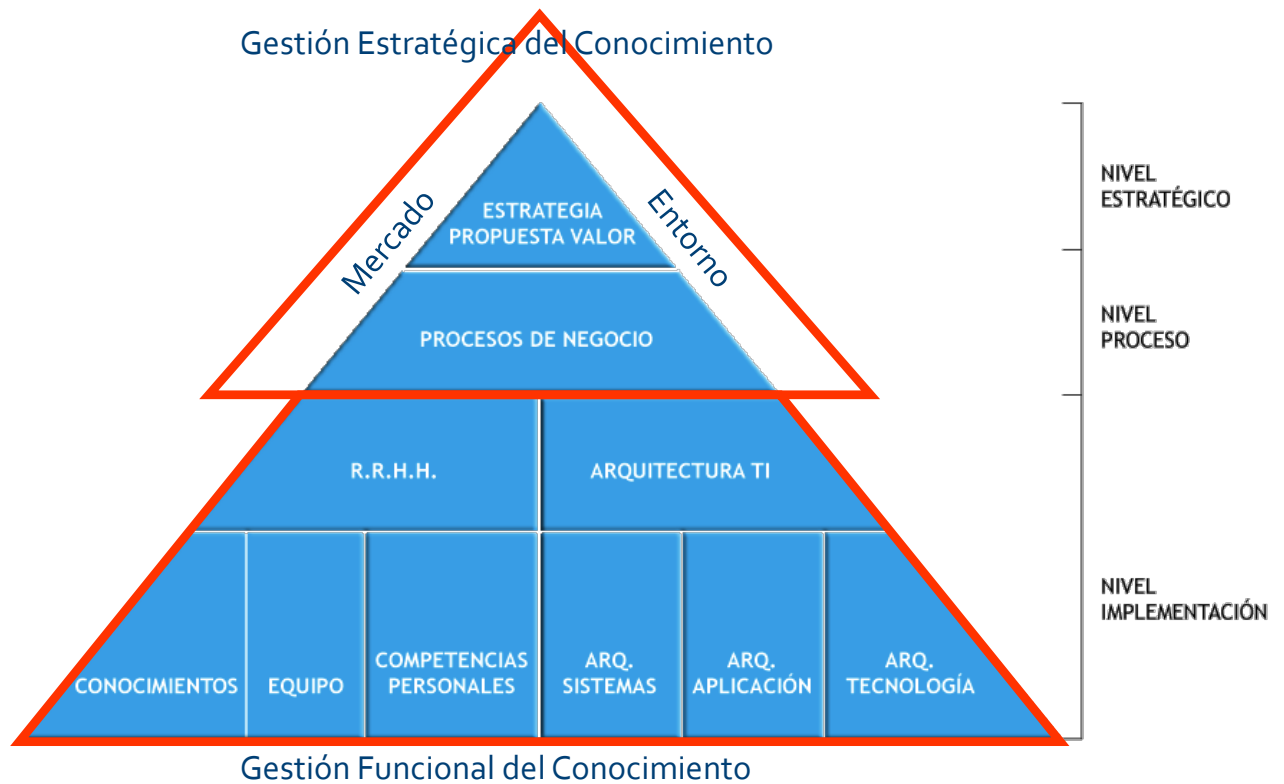 Gestión Estratégica del Conocimiento
Mercado
Entorno
ESTRATEGIA
PROPUESTA VALOR
NIVEL
ESTRATÉGICO
PROCESOS DE NEGOCIO
NIVEL
PROCESO
R.R.H.H.
ARQUITECTURA TI
NIVEL
IMPLEMENTACIÓN
CONOCIMIENTOS
EQUIPO
COMPETENCIAS
PERSONALES
ARQ.
SISTEMAS
ARQ.
APLICACIÓN
ARQ.
TECNOLOGÍA
Gestión Funcional del Conocimiento